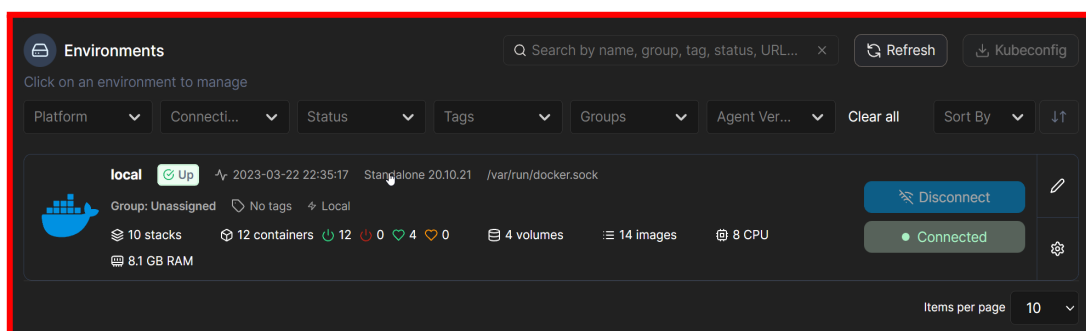 Environments
Search by name, group, tag, status, URL...
Refresh
Kubeconfig
Click on an environment to manage
Platform
Connecti...
Status
Tags
Groups
Agent Ver...
Clear all
Sort By
local Up 2023-03-22 22:35:17 Standalone 20.10.21 /var/run/docker.sock
Group: Unassigned No tags Local
10 stacks 12 containers 12 0 4 0 4 volumes 14 images 8 CPU
8.1 GB RAM
Disconnect
Connected
Items per page 10